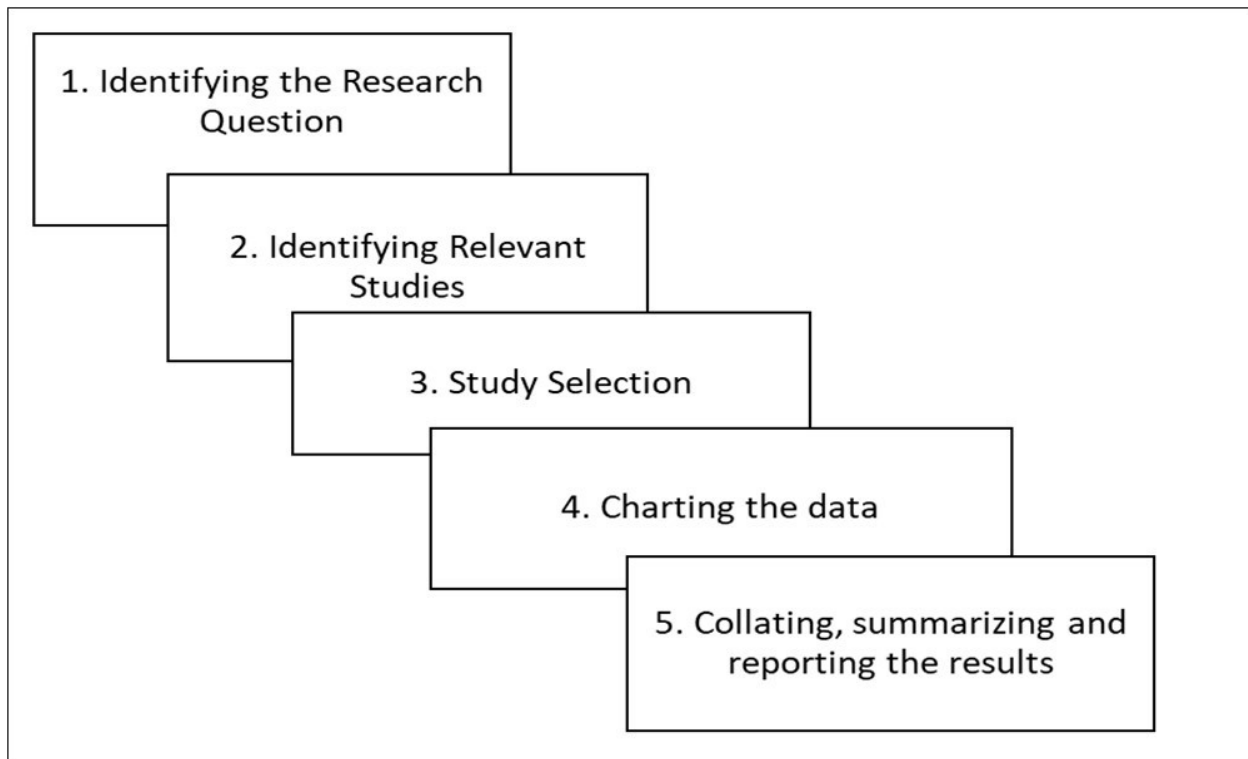 1. Identifying the Research
Question
2. Identifying Relevant
Studies
3. Study Selection
4. Charting the data
5. Collating, summarizing and
reporting the results